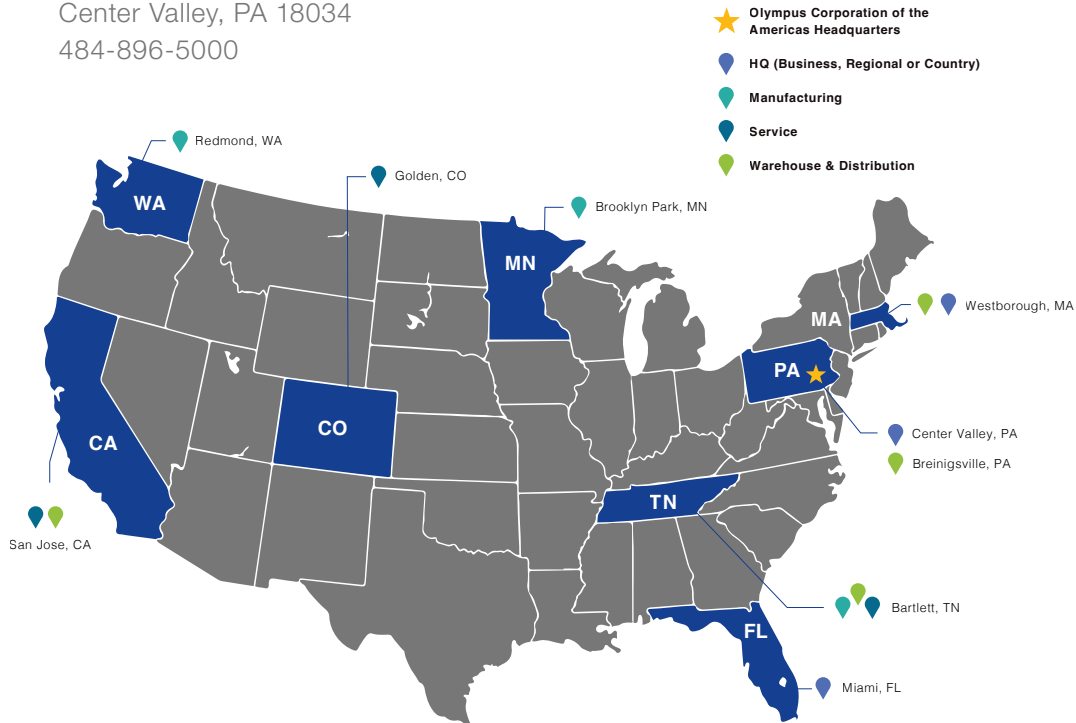 Center Valley, PA 18034
484-896-5000
Olympus Corporation of the
Americas Headquarters
HQ (Business, Regional or Country)
Manufacturing
Service
Warehouse & Distribution
Redmond, WA
Golden, CO
Brooklyn Park, MN
WA
MN
Westborough, MA
MA
PA
CO
CA
Center Valley, PA
Breinigsville, PA
TN
San Jose, CA
Bartlett, TN
FL
Miami, FL